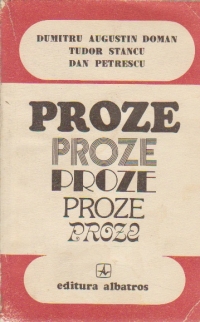 DUMITRU AUGUSTIN DOMAN
TUDOR STANCU
DAN PETRESCU
PROZE
PROZE
PROZE
PROZE
PROZE
A
editura albatros